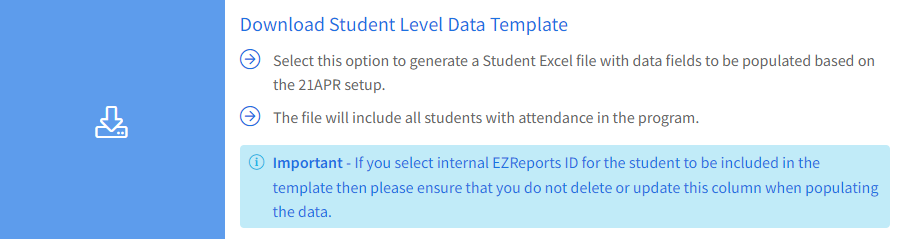 Download Student Level Data Template
Select this option to generate a Student Excel file with data fields to be populated based on
the 21APR setup.
The file will include all students with attendance in the program.
Important - If you select internal EZReports ID for the student to be included in the
template then please ensure that you do not delete or update this column when populating
the data.